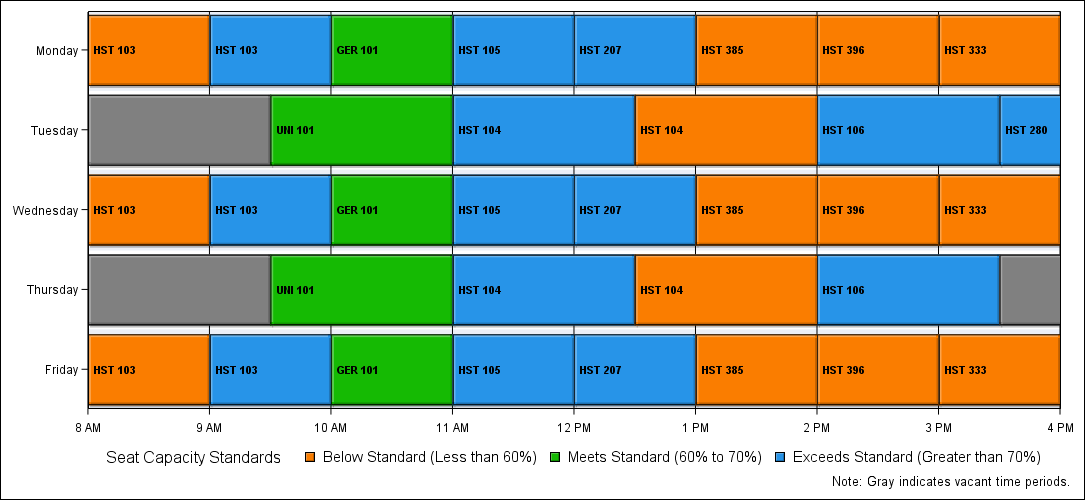 Monday HST 103 HST 103 GER 101 HST 105 HST 207 HST 385 HST 396 HST 333
Tuesday UNI 101 HST 104 HST 104 HST 106 HST 280
Wednesday HST 103 HST 103 GER 101 HST 105 HST 207 HST 385 HST 396 HST 333
Thursday UNI 101 HST 104 HST 104 HST 106
Friday HST 103 HST 103 GER 101 HST 105 HST 207 HST 385 HST 396 HST 333
8 AM 9 AM 10 AM 11 AM 12 PM 1 PM 2 PM 3 PM 4 PM
Seat Capacity Standards Below Standard (Less than 60%) Meets Standard (60% to 70%) Exceeds Standard (Greater than 70%)
Note: Gray indicates vacant time periods.